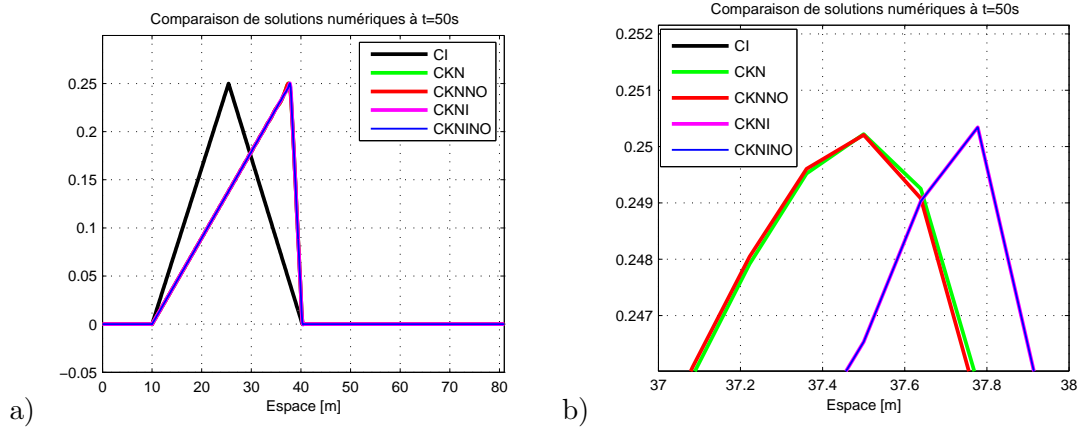 Comparaison de solutions numériques à t=50s
CI
CKN
CKNNO
CKNI
CKNINO
0.25
0.2
0.15
0.1
0.05
0
−0.05
0 10 20 30 40 50 60 70 80
Espace [m]
a)
Comparaison de solutions numériques à t=50s
0.252
CI
CKN
CKNNO
CKNI
CKNINO
0.251
0.25
0.249
0.248
0.247
37 37.2 37.4 37.6 37.8 38
Espace [m]
b)